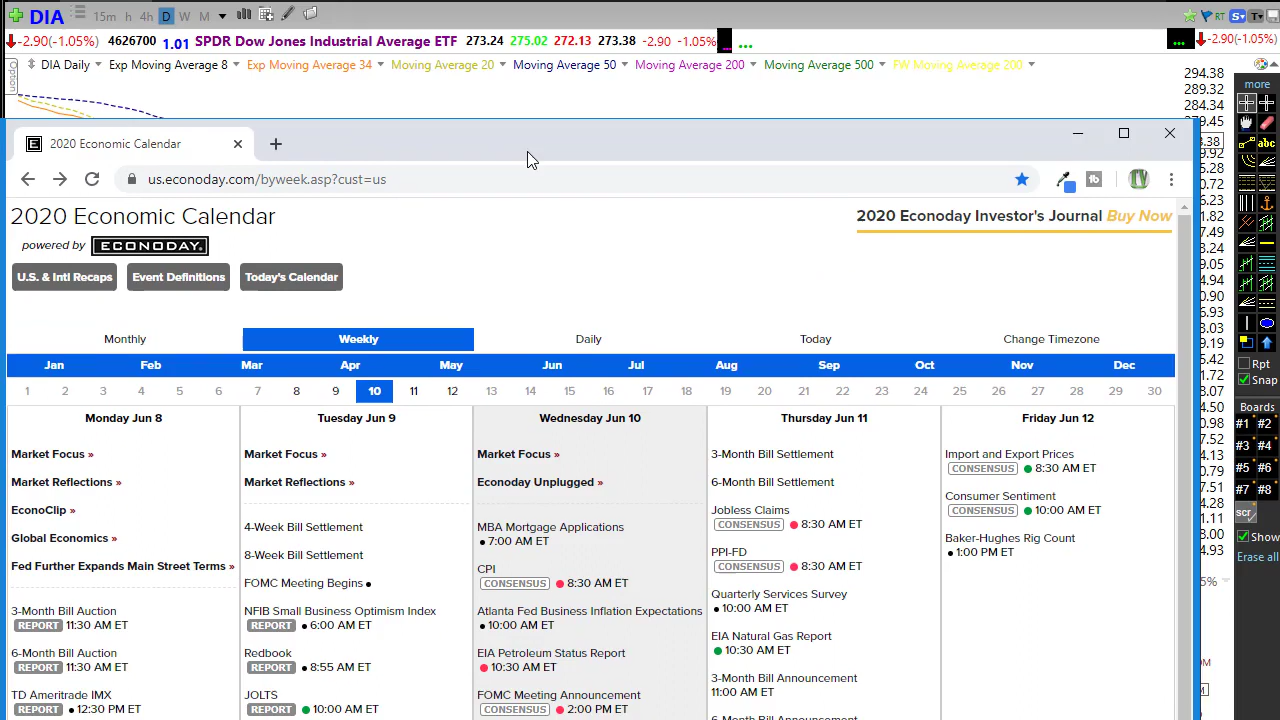 DIA 15m 4h D W M RT S T
-2.90(-1.05%) 4626700 1.01 SPDR Dow Jones Industrial Average ETF 273.24 275.02 172.13 273.38 -2.90 -1.05% ... ... -2.90(-1.05%)
Option DIA Daily Exp Moving Average 8 Exp Moving Average 34 Moving Average 20 Moving Average 50 Moving Average 200 Moving Average 500 FW Moving Average 200
294.38
289.32 more
284.34
2020 Economic Calendar
us.econoday.com/byweek.asp?cust=us
2020 Economic Calendar
2020 Econoday Investor's Journal Buy Now
powered by ECONODAY
U.S. & Intl Recaps Event Definitions Today's Calendar
Monthly Weekly Daily Today Change Timezone
Jan Feb Mar Apr May Jun Jul Aug Sep Oct Nov Dec
1 2 3 4 5 6 7 8 9 10 11 12 13 14 15 16 17 18 19 20 21 22 23 24 25 26 27 28 29 30
Monday Jun 8
Market Focus »
Market Reflections »
EconoClip »
Global Economics »
Fed Further Expands Main Street Terms »
3-Month Bill Auction
REPORT 11:30 AM ET
6-Month Bill Auction
REPORT 11:30 AM ET
TD Ameritrade IMX
REPORT • 12:30 PM ET
Tuesday Jun 9
Market Focus »
Market Reflections »
4-Week Bill Settlement
8-Week Bill Settlement
FOMC Meeting Begins •
NFIB Small Business Optimism Index
REPORT • 6:00 AM ET
Redbook
REPORT • 8:55 AM ET
JOLTS
REPORT 10:00 AM ET
Wednesday Jun 10
Market Focus »
Econoday Unplugged »
MBA Mortgage Applications
• 7:00 AM ET
CPI
CONSENSUS 8:30 AM ET
Atlanta Fed Business Inflation Expectations
• 10:00 AM ET
EIA Petroleum Status Report
10:30 AM ET
FOMC Meeting Announcement
CONSENSUS 2:00 PM ET
Thursday Jun 11
3-Month Bill Settlement
6-Month Bill Settlement
Jobless Claims
CONSENSUS 8:30 AM ET
PPI-FD
CONSENSUS 8:30 AM ET
Quarterly Services Survey
• 10:00 AM ET
EIA Natural Gas Report
10:30 AM ET
3-Month Bill Announcement
11:00 AM ET
6-Month Bill Announcement
Friday Jun 12
Import and Export Prices
CONSENSUS 8:30 AM ET
Consumer Sentiment
CONSENSUS 10:00 AM ET
Baker-Hughes Rig Count
• 1:00 PM ET
abc
Rpt
Snap
Boards
#1 #2
#3 #4
#5 #6
#7 #8
scr
Show
Erase all